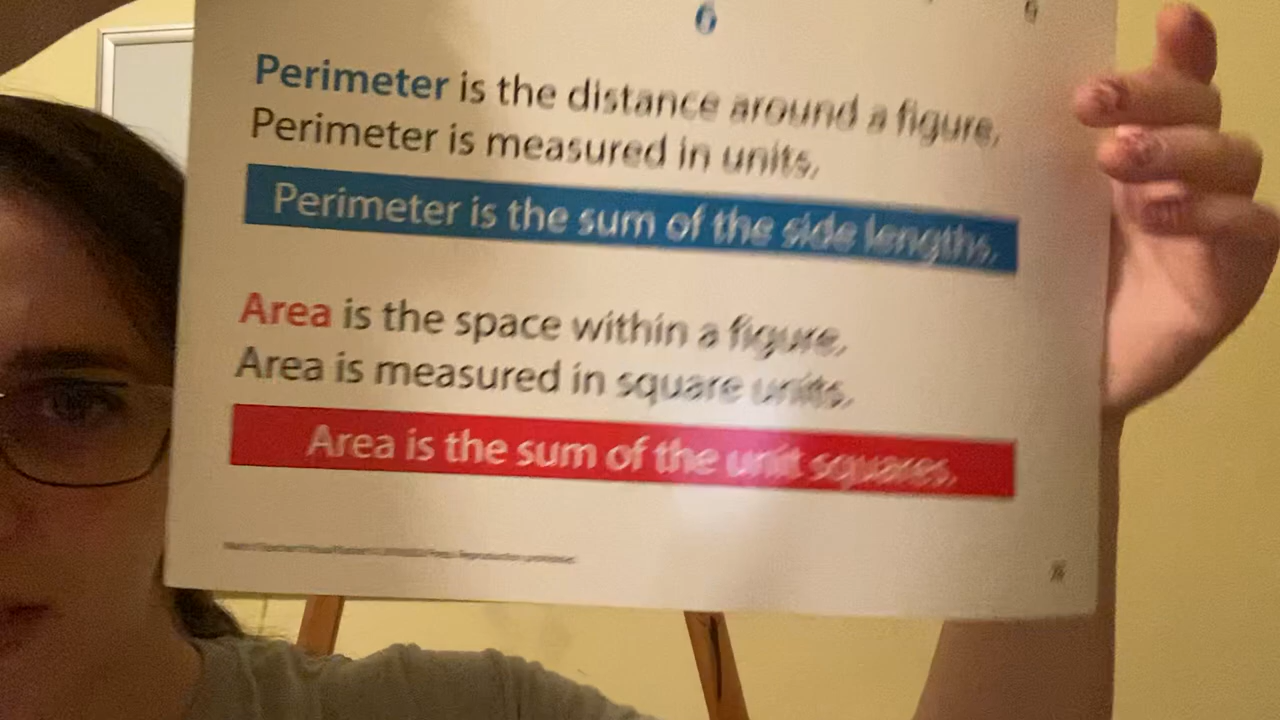 6
6
Perimeter is the distance around a figure.
Perimeter is measured in units.
Perimeter is the sum of the side lengths.
Area is the space within a figure.
Area is measured in square units.
Area is the sum of the unit squares.